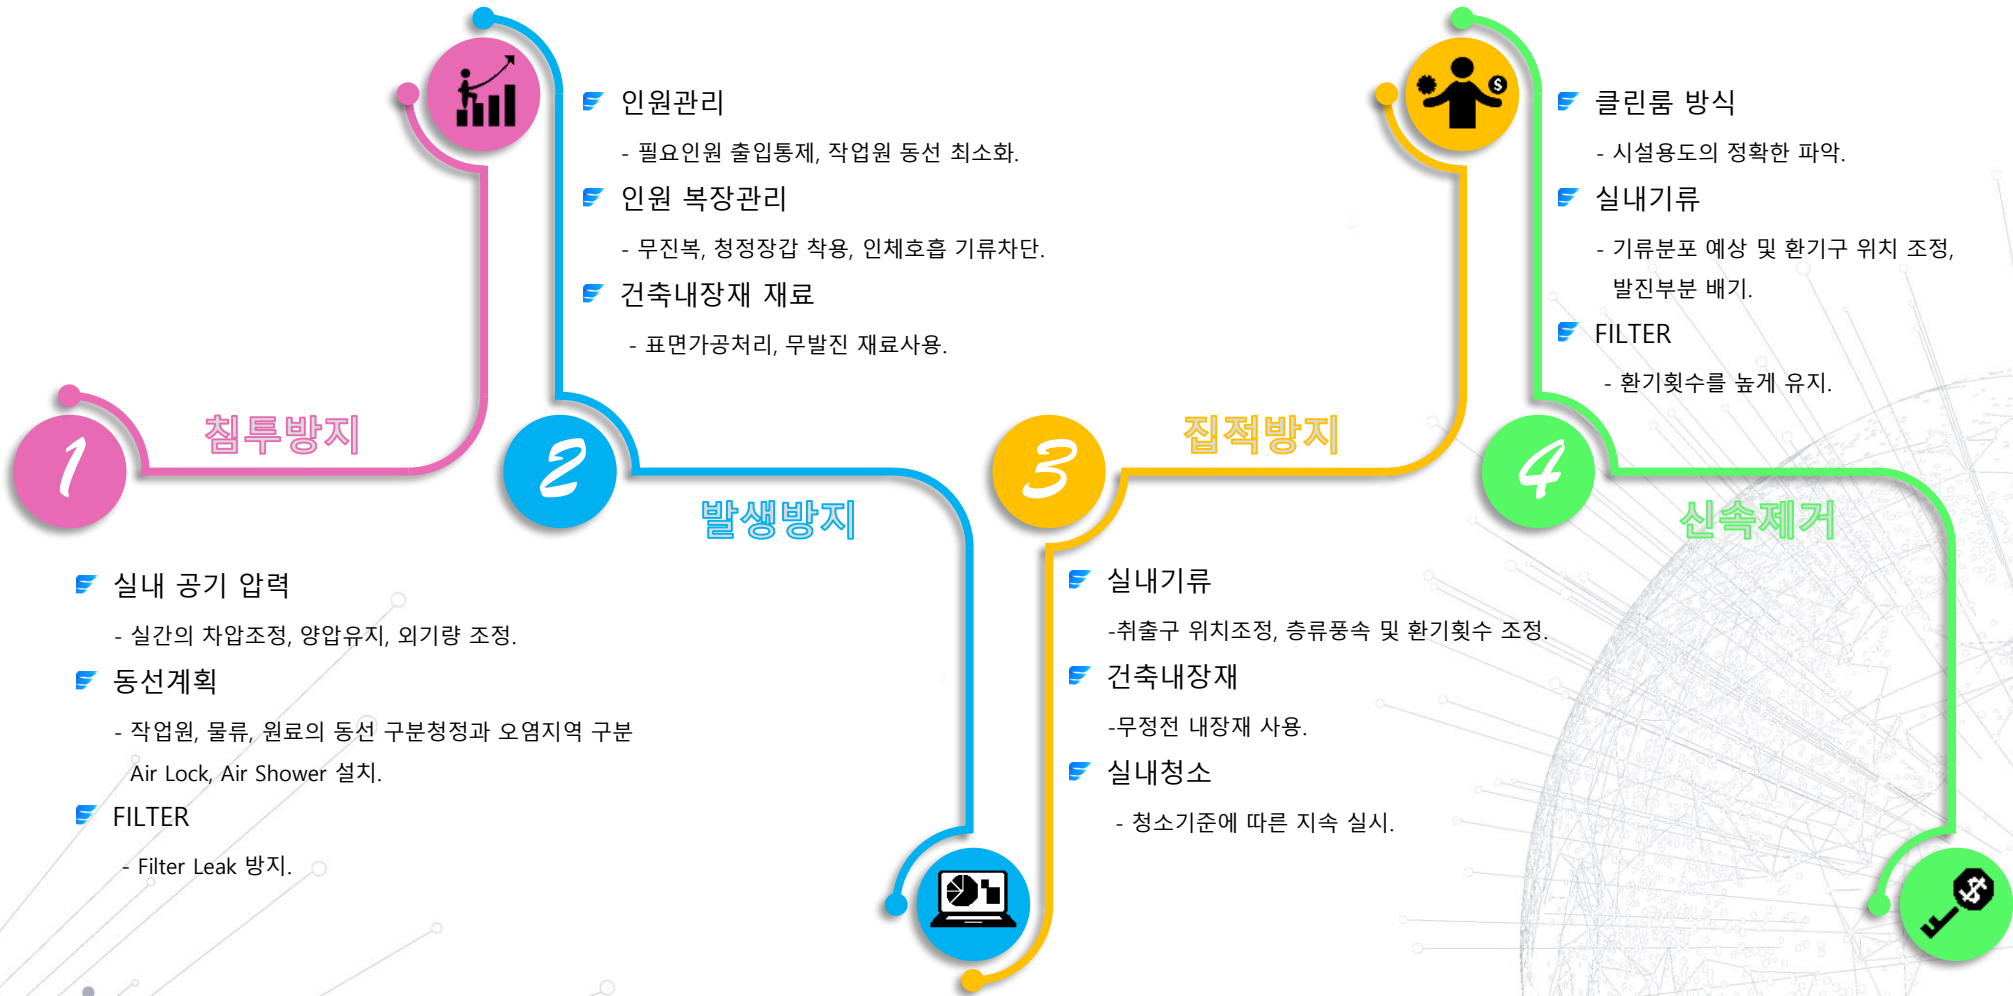 1
침투방지
실내 공기 압력
- 실간의 차압조정, 양압유지, 외기량 조정.
동선계획
- 작업원, 물류, 원료의 동선 구분청정과 오염지역 구분
Air Lock, Air Shower 설치.
FILTER
- Filter Leak 방지.
2
발생방지
인원관리
- 필요인원 출입통제, 작업원 동선 최소화.
인원 복장관리
- 무진복, 청정장갑 착용, 인체호흡 기류차단.
건축내장재 재료
- 표면가공처리, 무발진 재료사용.
3
집적방지
실내기류
-취출구 위치조정, 층류풍속 및 환기횟수 조정.
건축내장재
-무정전 내장재 사용.
실내청소
- 청소기준에 따른 지속 실시.
4
신속제거
클린룸 방식
- 시설용도의 정확한 파악.
실내기류
- 기류분포 예상 및 환기구 위치 조정,
발진부분 배기.
FILTER
- 환기횟수를 높게 유지.
$
$